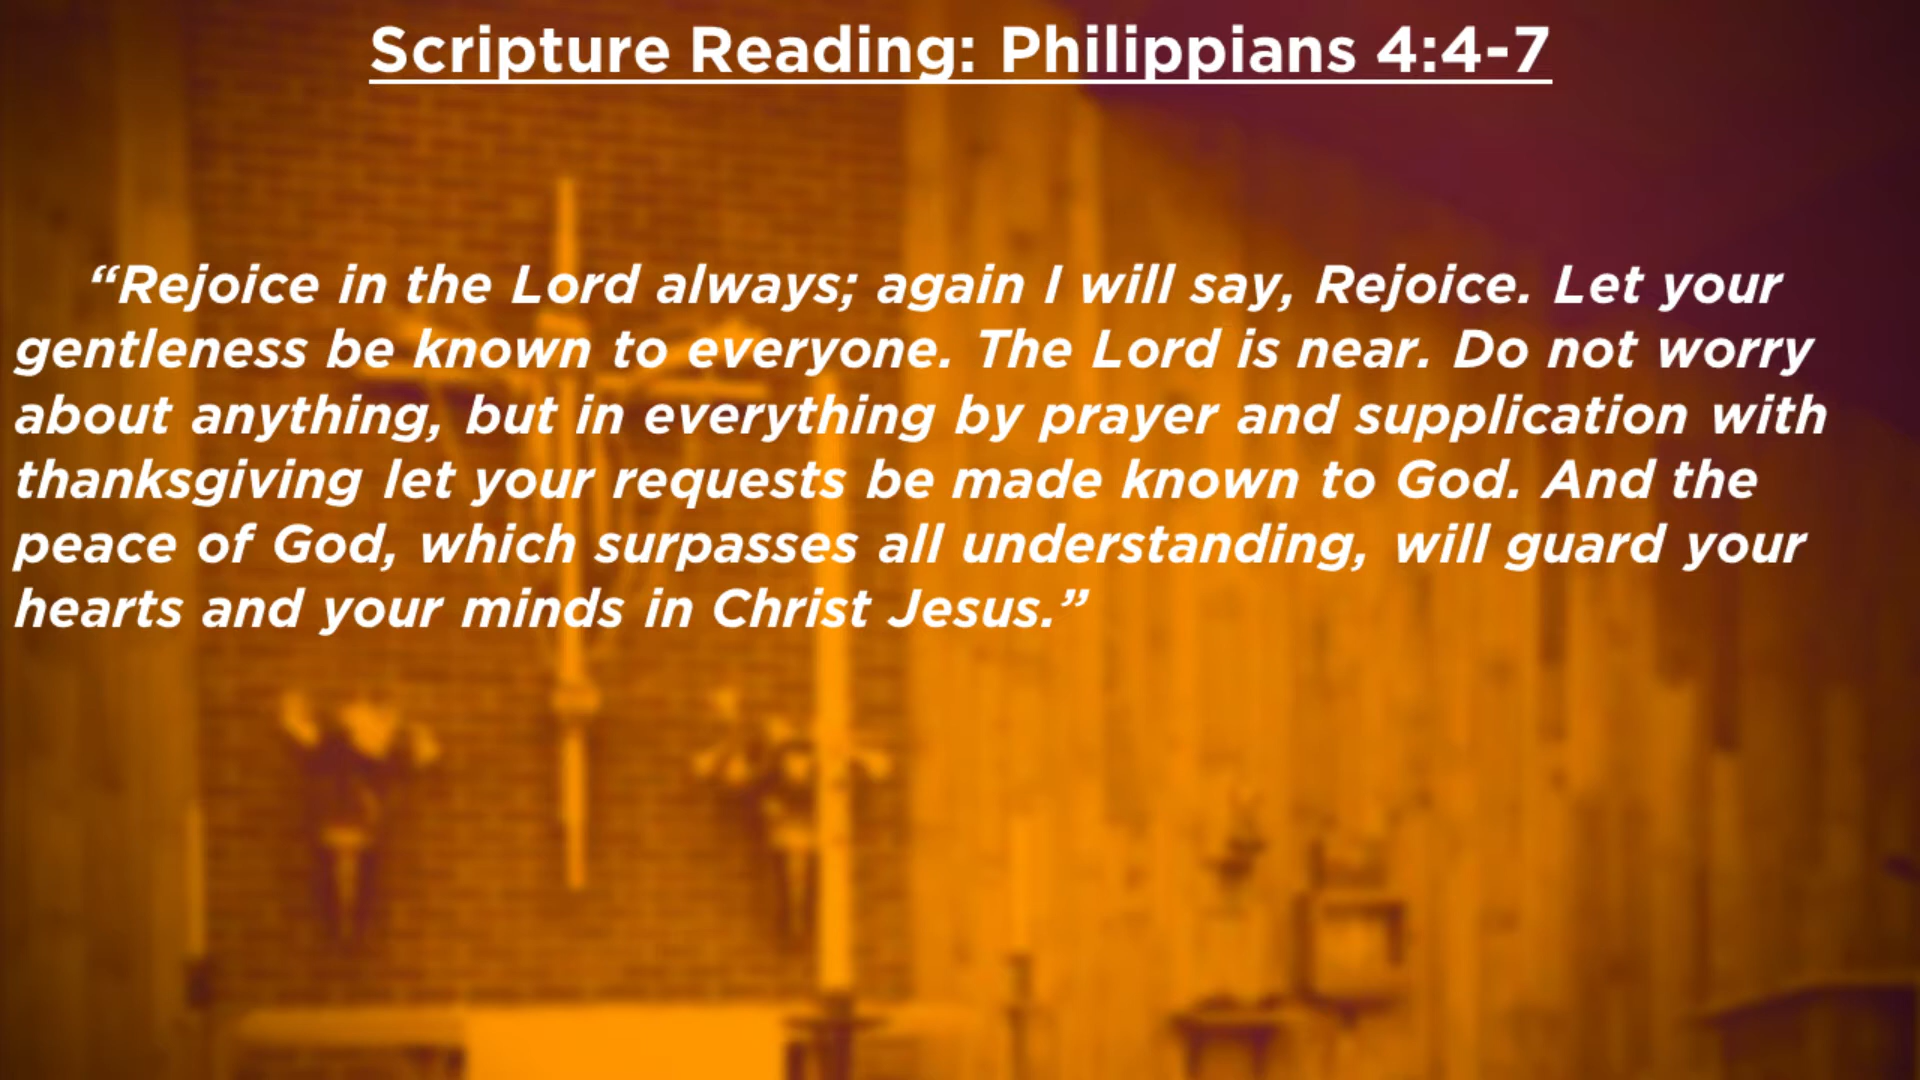 Scripture Reading: Philippians 4:4-7
“Rejoice in the Lord always; again I will say, Rejoice. Let your
gentleness be known to everyone. The Lord is near. Do not worry
about anything, but in everything by prayer and supplication with
thanksgiving let your requests be made known to God. And the
peace of God, which surpasses all understanding, will guard your
hearts and your minds in Christ Jesus.”